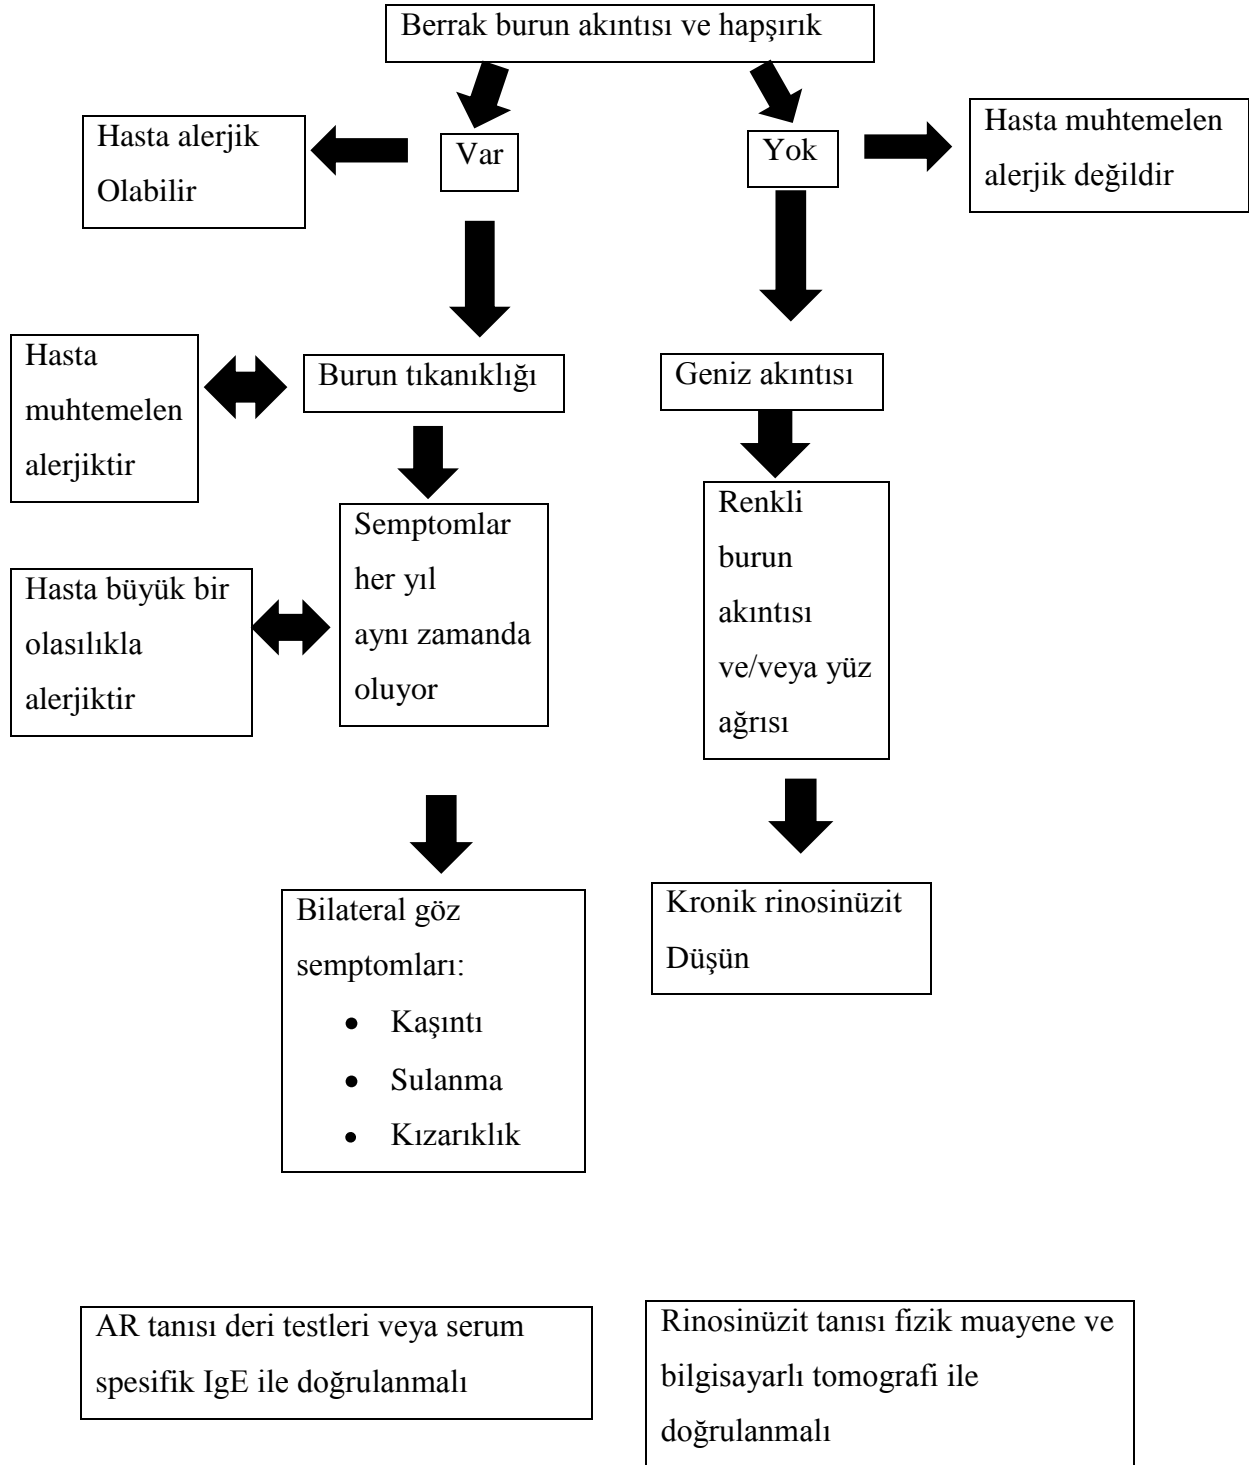 Berrak burun akıntısı ve hapşırık
Hasta alerjik
Olabilir
Var
Yok
Hasta muhtemelen
alerjik değildir
Hasta
muhtemelen
alerjiktir
Burun tıkanıklığı
Geniz akıntısı
Hasta büyük bir
olasılıkla
alerjiktir
Semptomlar
her yıl
aynı zamanda
oluyor
Renkli
burun
akıntısı
ve/veya yüz
ağrısı
Bilateral göz
semptomları:
• Kaşıntı
• Sulanma
• Kızarıklık
Kronik rinosinüzit
Düşün
AR tanısı deri testleri veya serum
spesifik IgE ile doğrulanmalı
Rinosinüzit tanısı fizik muayene ve
bilgisayarlı tomografi ile
doğrulanmalı